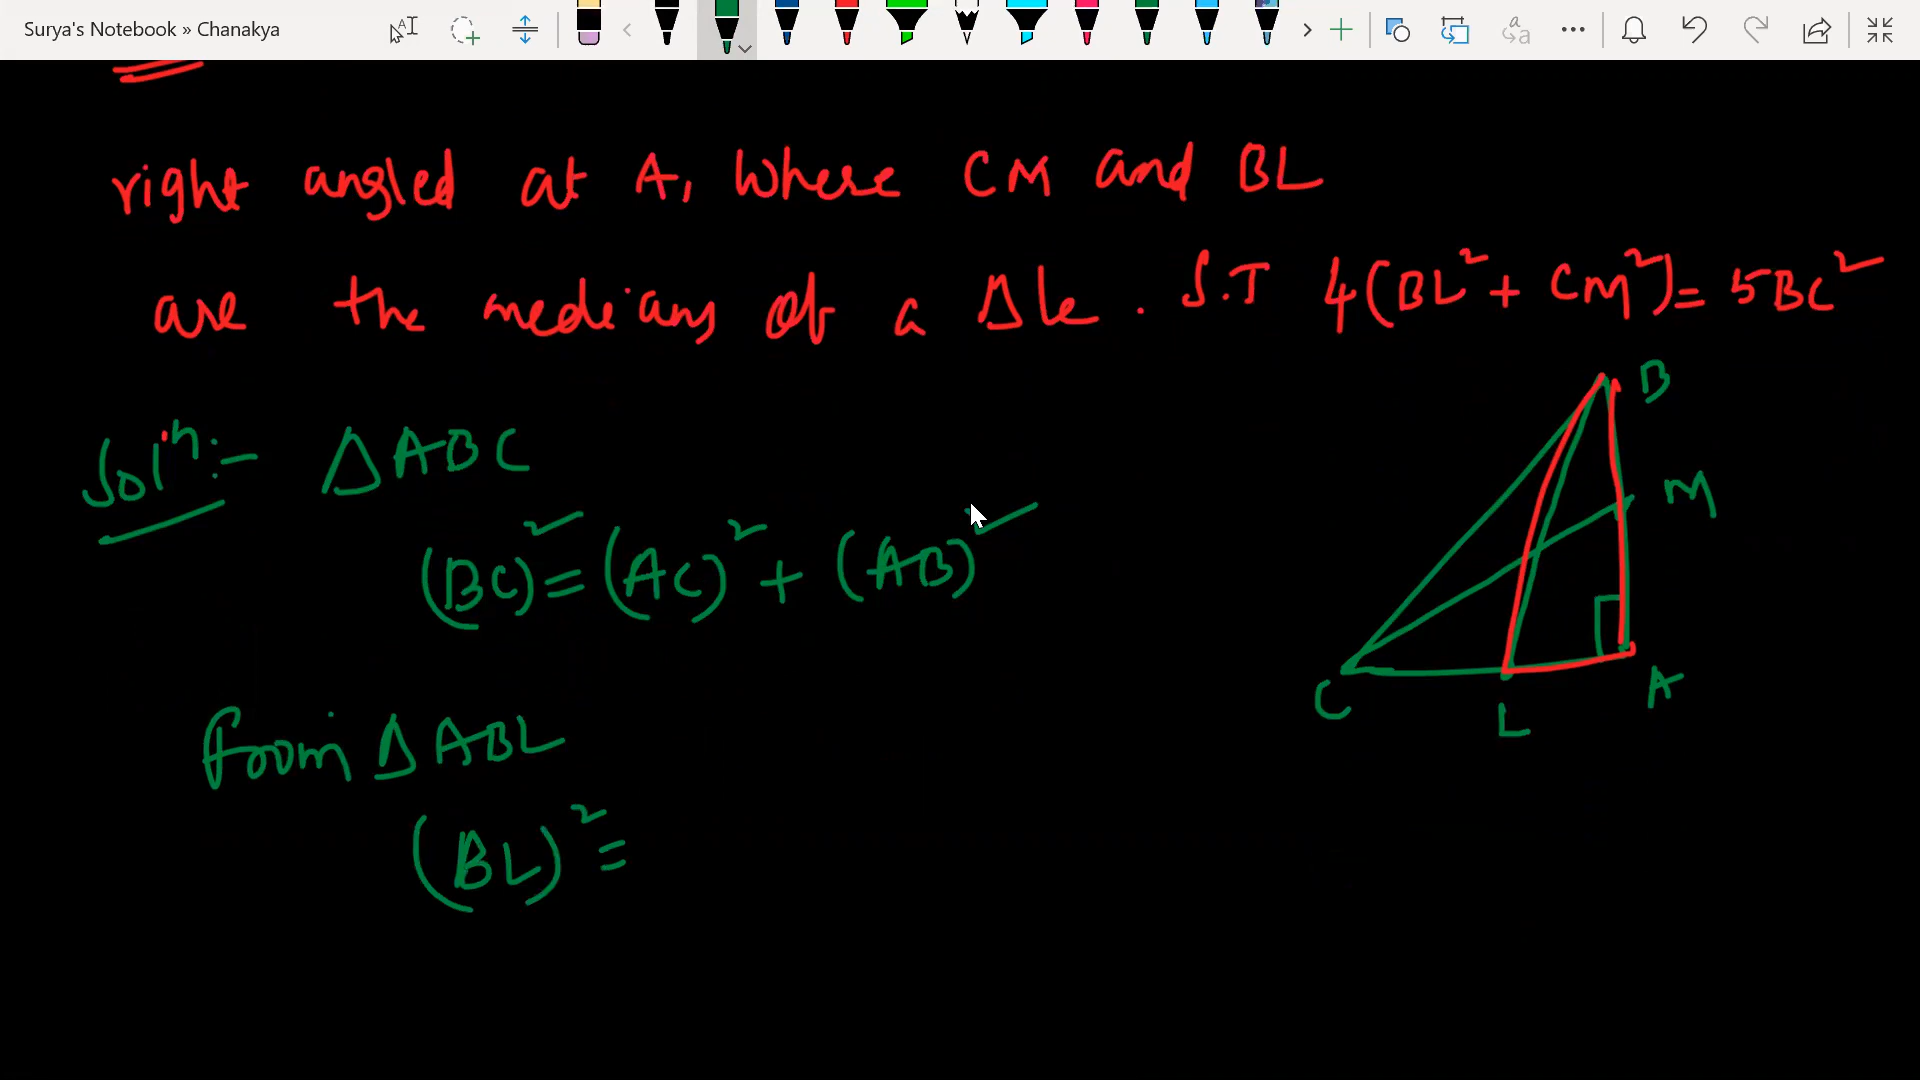 Surya's Notebook » Chanakya
right angled at A, where CM and BL
are the medians of a Δle. S.T 4(BL² + CM²) = 5BC²
Solⁿ:- ΔABC
(BC)² = (AC)² + (AB)²
from ΔABL
(BL)² =
B
M
A
C
L